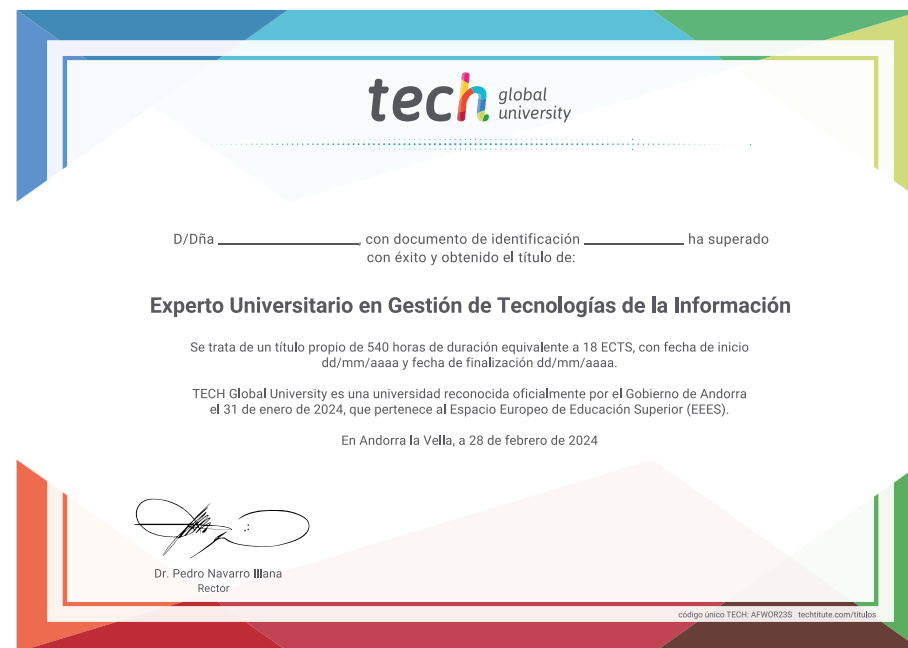 tech global university
D/Dña ____________________, con documento de identificación ______________ ha superado
con éxito y obtenido el título de:
Experto Universitario en Gestión de Tecnologías de la Información
Se trata de un título propio de 540 horas de duración equivalente a 18 ECTS, con fecha de inicio
dd/mm/aaaa y fecha de finalización dd/mm/aaaa.
TECH Global University es una universidad reconocida oficialmente por el Gobierno de Andorra
el 31 de enero de 2024, que pertenece al Espacio Europeo de Educación Superior (EEES).
En Andorra la Vella, a 28 de febrero de 2024
Dr. Pedro Navarro Illana
Rector
código único TECH: AFWOR23S techtitute.com/titulos